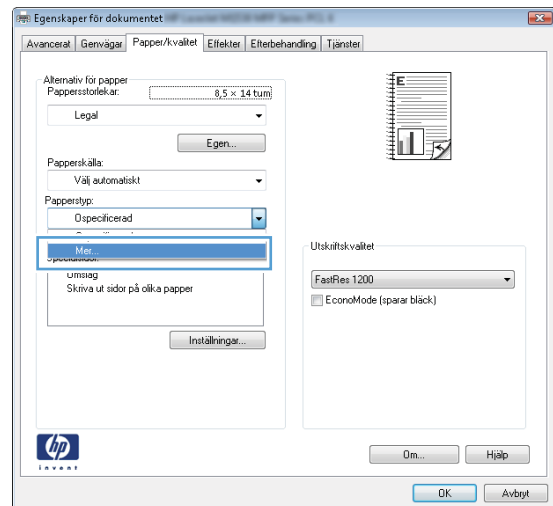 Egenskaper för dokumentet
Avancerat Genvägar Papper/kvalitet Effekter Efterbehandling Tjänster
Alternativ för papper
Pappersstorlekar: 8,5 × 14 tum
Legal
Egen...
Papperskälla:
Välj automatiskt
Papperstyp:
Ospecificerad
Mer...
Omslag
Skriva ut sidor på olika papper
Inställningar...
E
Utskriftskvalitet
FastRes 1200
EconoMode (sparar bläck)
hp
invent
Om... Hjälp
OK Avbryt